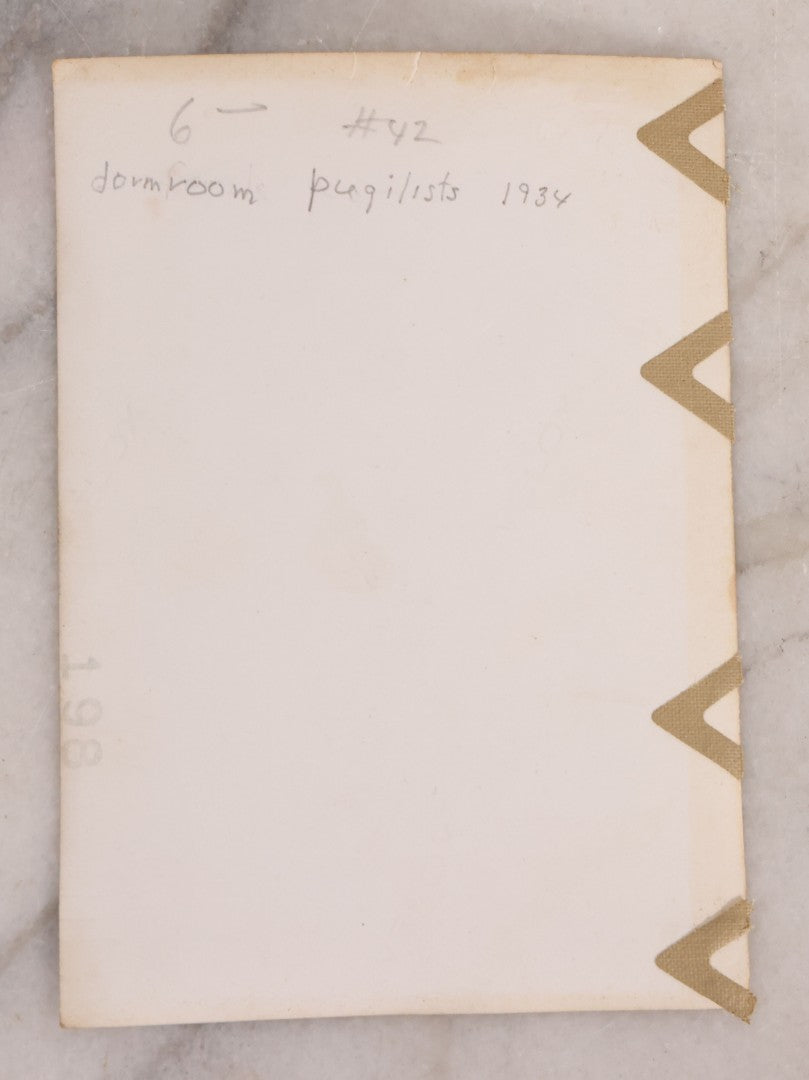 6 — #42
dormroom pugilists 1934
198